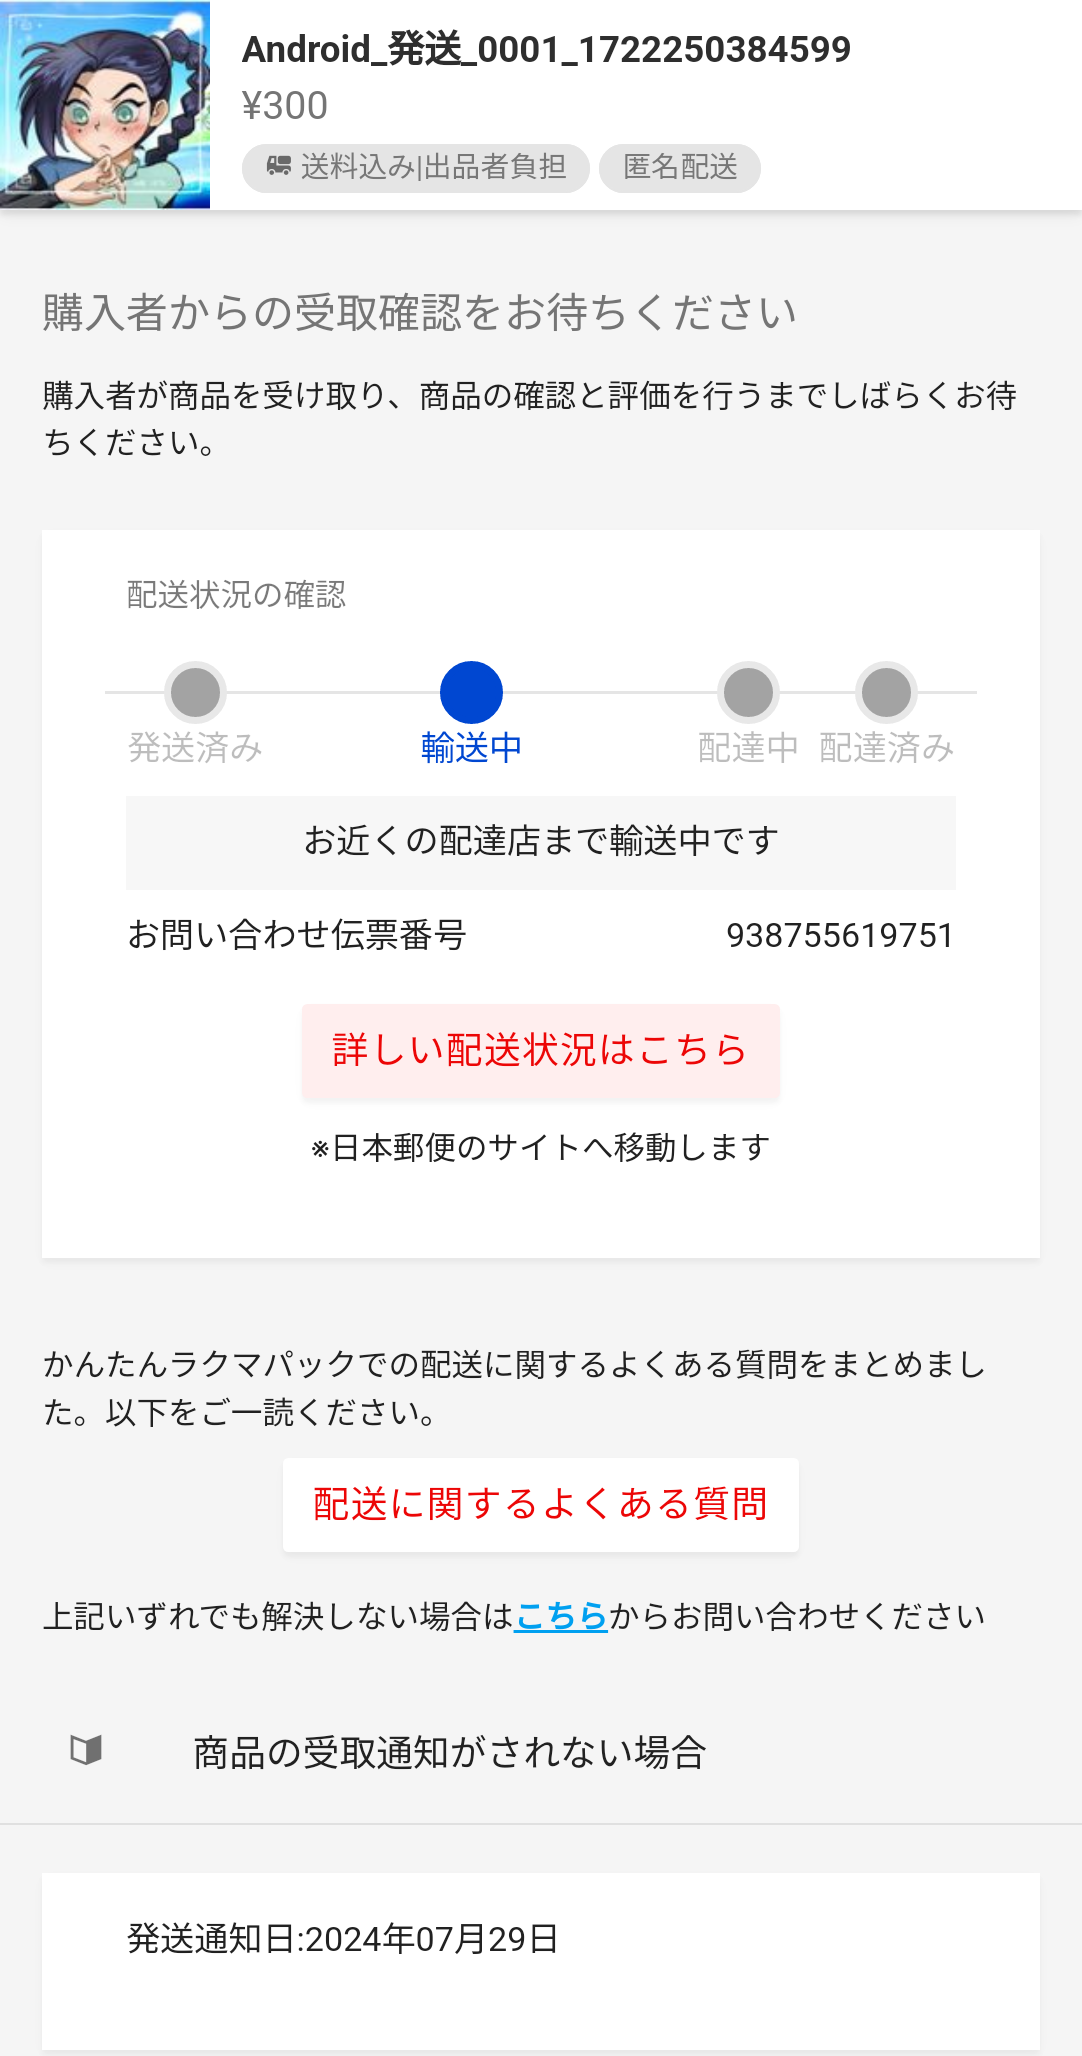 Android_発送_0001_1722250384599
¥300
送料込み|出品者負担 匿名配送
購入者からの受取確認をお待ちください
購入者が商品を受け取り、商品の確認と評価を行うまでしばらくお待
ちください。
配送状況の確認
発送済み 輸送中 配達中 配達済み
お近くの配達店まで輸送中です
お問い合わせ伝票番号 938755619751
詳しい配送状況はこちら
※日本郵便のサイトへ移動します
かんたんラクマパックでの配送に関するよくある質問をまとめまし
た。以下をご一読ください。
配送に関するよくある質問
上記いずれでも解決しない場合はこちらからお問い合わせください
商品の受取通知がされない場合
発送通知日:2024年07月29日